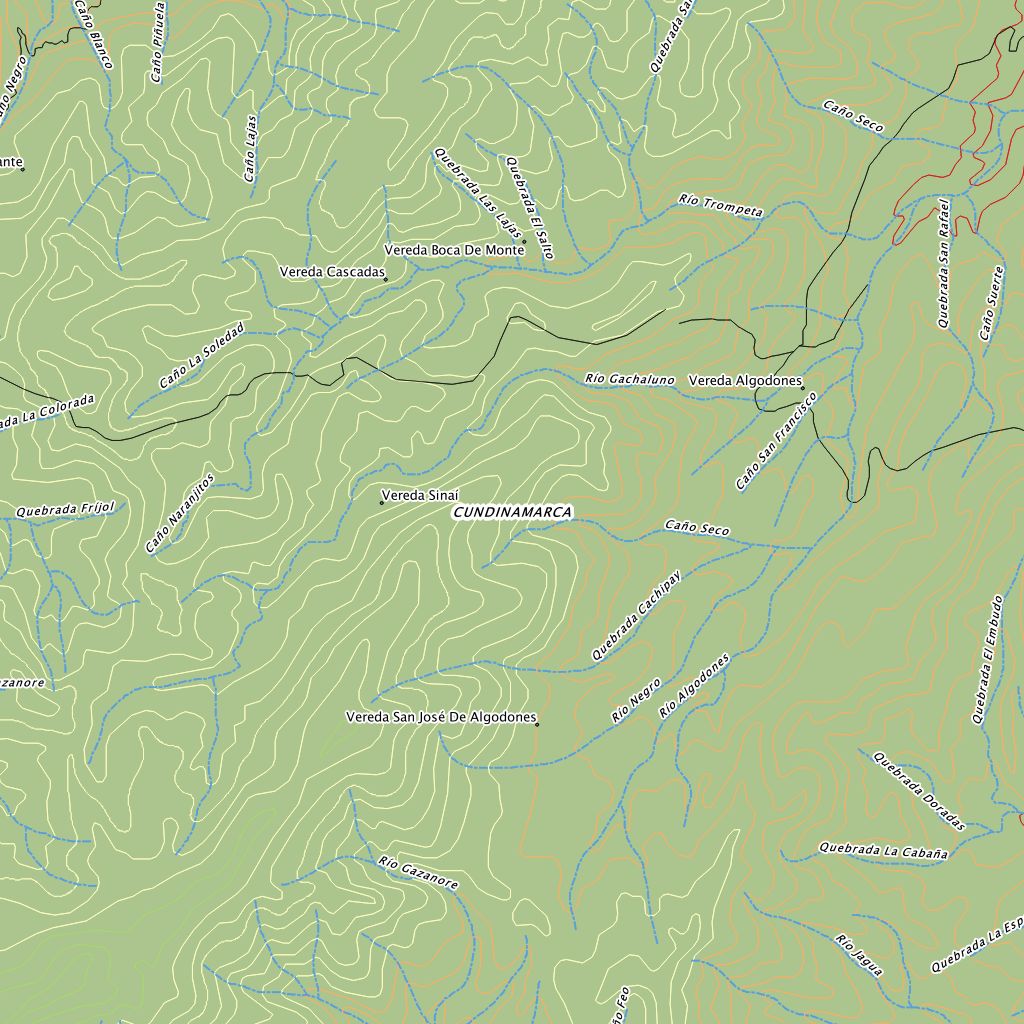 Caño Blanco
Caño Piñuela
Caño Lajas
Caño Seco
Quebrada Las Lajas
Quebrada El Salto
Río Trompeta
Vereda Boca De Monte
Vereda Cascadas
Quebrada San Rafael
Caño Suerte
Caño La Soledad
Río Gachaluno
Vereda Algodones
La Colorada
Caño San Francisco
Vereda Sinaí
Quebrada Fríjol
Caño Naranjitos
CUNDINAMARCA
Caño Seco
Quebrada Cachipay
Quebrada El Embudo
Río Negro
Río Algodones
Vereda San José De Algodones
Quebrada Doradas
Quebrada La Cabaña
Río Gazanore
Río Jagua
Quebrada La
Feo